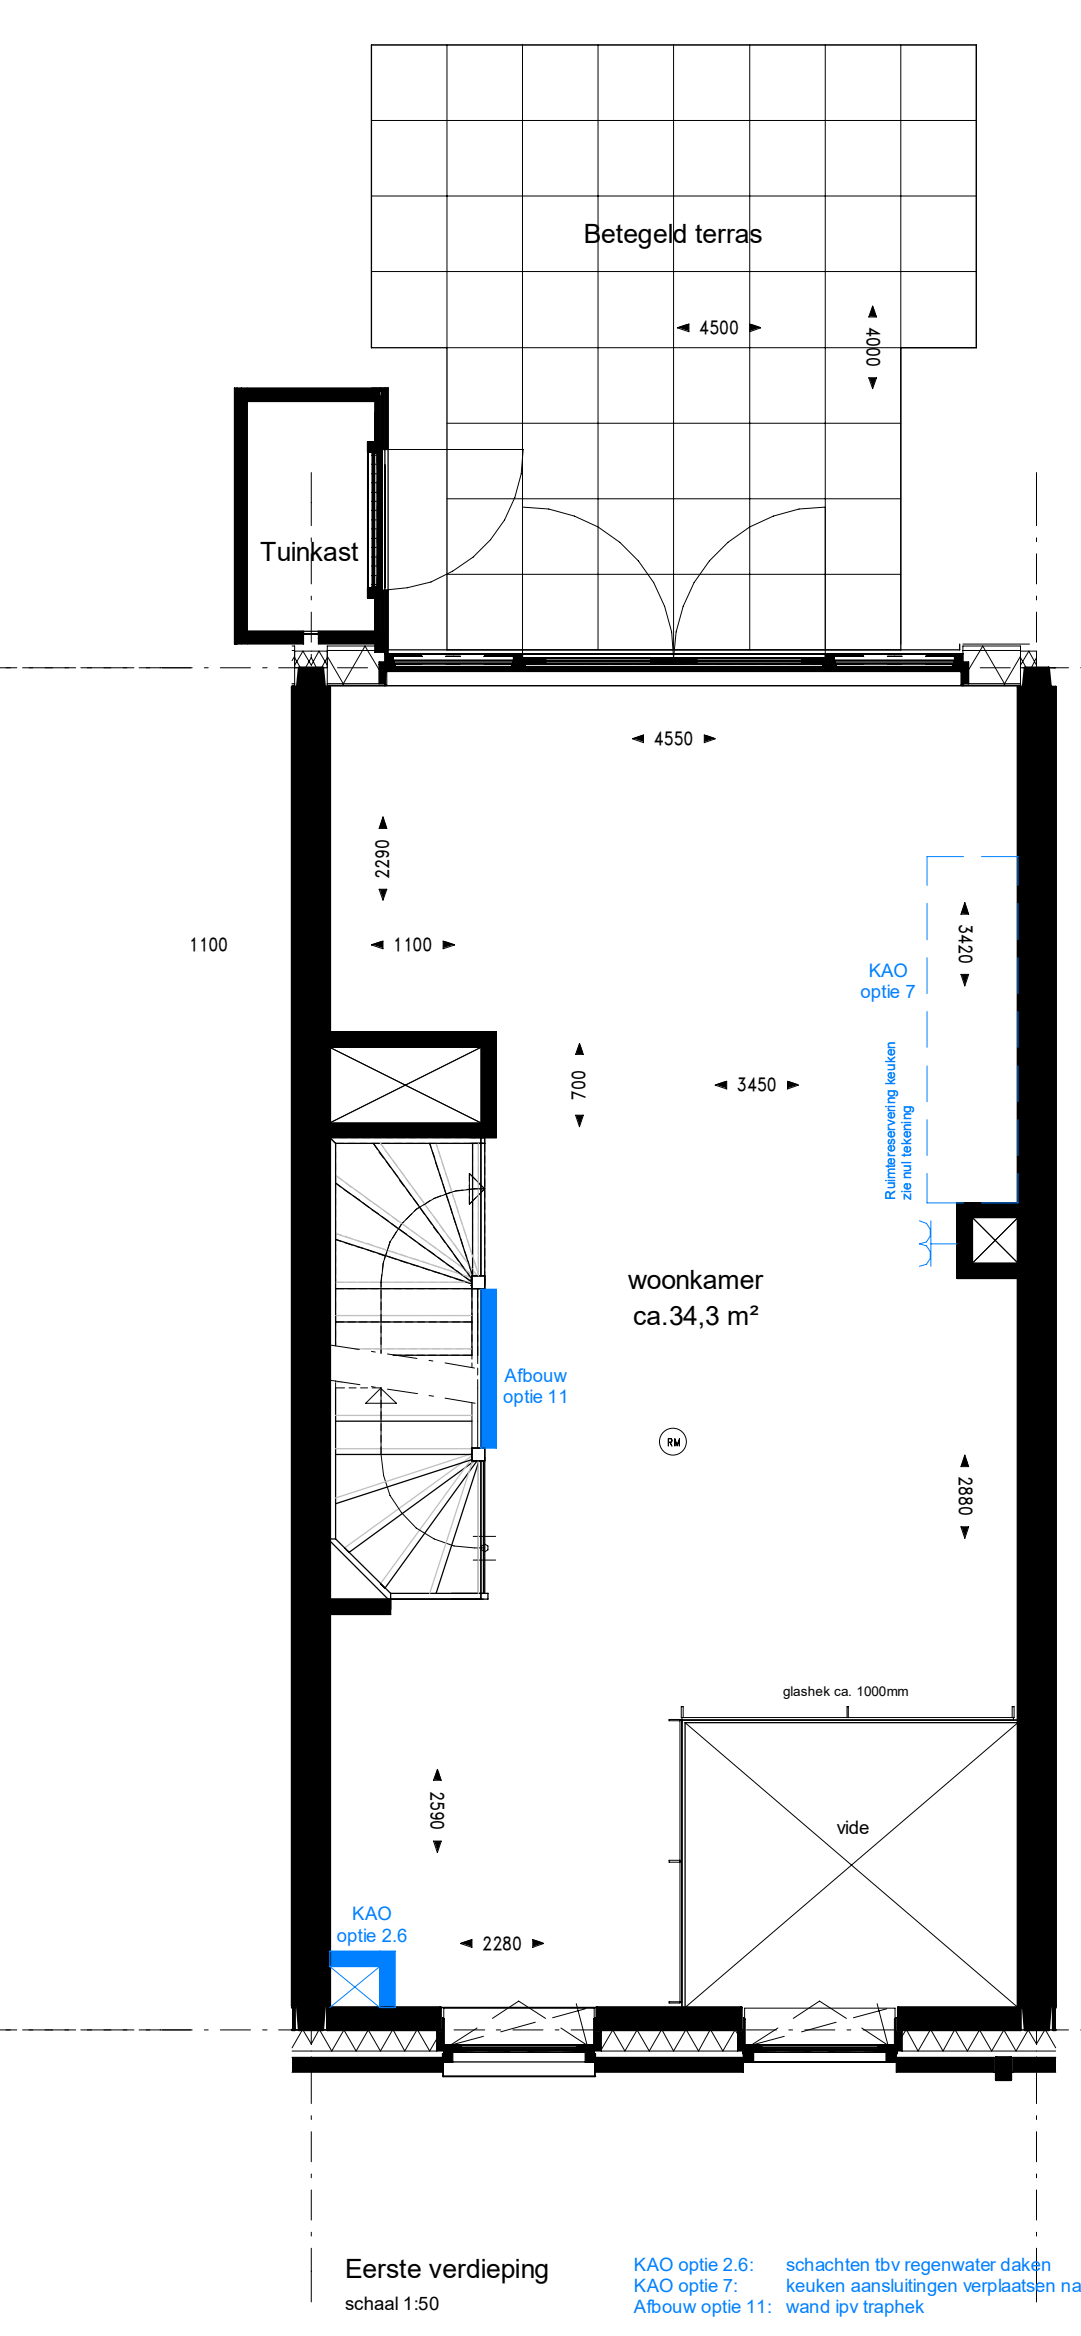 Betegeld terras
4500
4000
Tuinkast
4550
2290
1100
1100
3420
KAO
optie 7
700
3450
Ruimtereservering keuken
zie nul tekening
woonkamer
ca.34,3 m²
Afbouw
optie 11
RM
2880
glashek ca. 1000mm
2590
vide
KAO
optie 2.6
2280
Eerste verdieping
schaal 1:50
KAO optie 2.6: schachten tbv regenwater daken
KAO optie 7: keuken aansluitingen verplaatsen na
Afbouw optie 11: wand ipv traphek